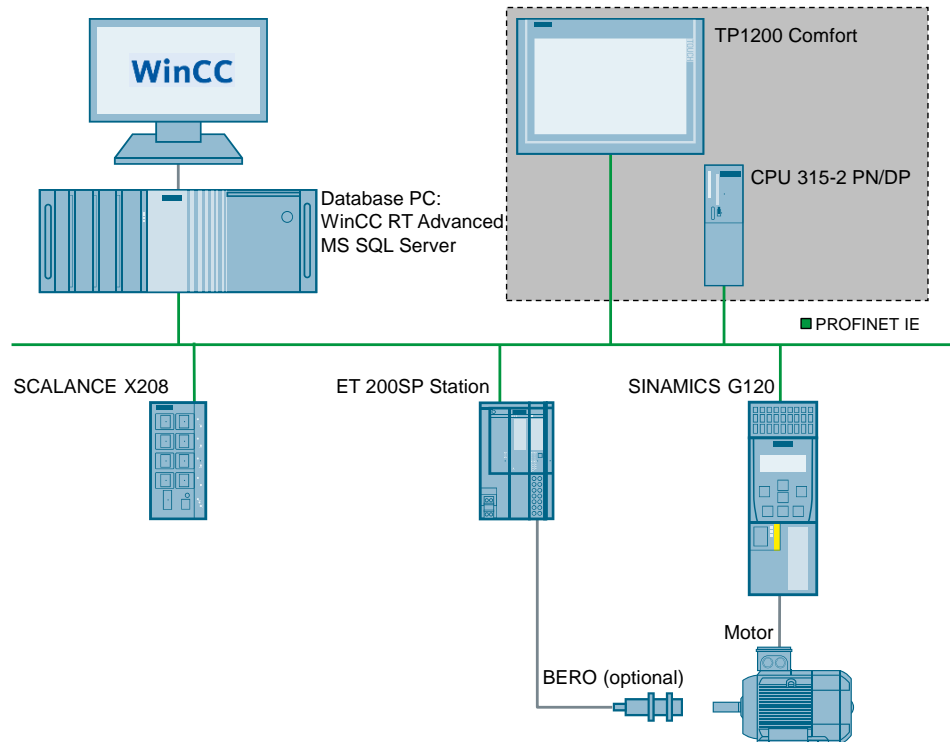 WinCC
TP1200 Comfort
TOUCH
CPU 315-2 PN/DP
Database PC:
WinCC RT Advanced
MS SQL Server
PROFINET IE
SCALANCE X208
ET 200SP Station
SINAMICS G120
Motor
BERO (optional)